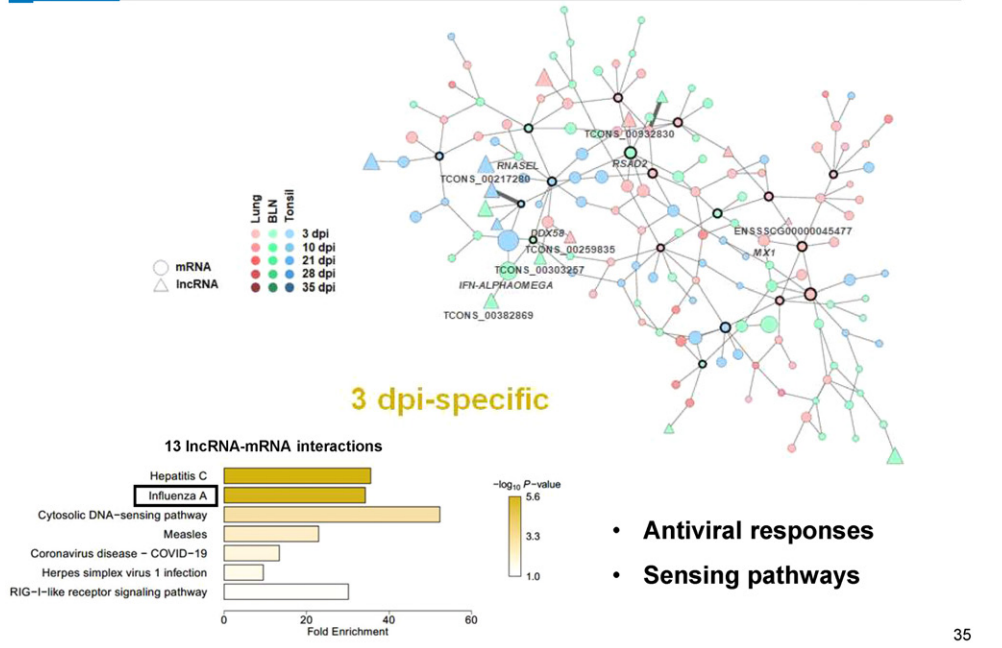 TCONS_00932830
RNASEL
RSAD2
TCONS_00217280
Lung
BLN
Tonsil
3 dpi
10 dpi
21 dpi
28 dpi
35 dpi
mRNA
lncRNA
DDX58
ENSSSCG00000045477
TCONS_00259835
MX1
TCONS_00303257
IFN-ALPHAOMEGA
TCONS_00382869
3 dpi-specific
13 lncRNA-mRNA interactions
Hepatitis C
Influenza A
Cytosolic DNA−sensing pathway
Measles
Coronavirus disease − COVID−19
Herpes simplex virus 1 infection
RIG−I−like receptor signaling pathway
0 20 40 60
Fold Enrichment
−log10 P−value
5.6
3.3
1.0
• Antiviral responses
• Sensing pathways
35